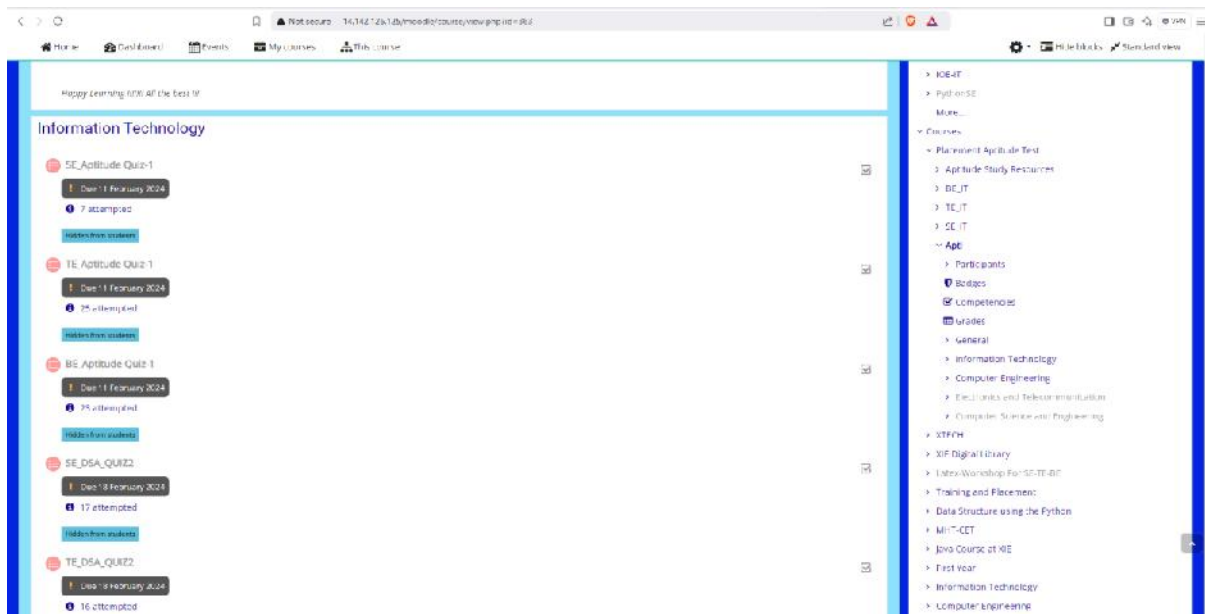 Not secure
Home Dashboard Events My courses This course
Hide blocks Standard view
Happy Learning
All the best !!!
Information Technology
SE_Aptitude Quiz-1
Due 11 February 2024
7 attempted
Hidden from students
TE_Aptitude Quiz-1
Due 11 February 2024
25 attempted
Hidden from students
BE_Aptitude Quiz-1
Due 11 February 2024
25 attempted
Hidden from students
SE_DSA_QUIZ2
Due 18 February 2024
17 attempted
Hidden from students
TE_DSA_QUIZ2
Due 18 February 2024
16 attempted
PythonSE
More...
Courses
Placement Aptitude Test
Aptitude Study Resources
BE_IT
TE_IT
SE_IT
Apti
Participants
Badges
Competencies
Grades
General
Information Technology
Computer Engineering
Electronics and Telecommunication
Computer Science and Engineering
XTECH
XIE Digital Library
Latex-Workshop For SE-TE-BE
Training and Placement
Data Structure using the Python
MHT-CET
Java Course at XIE
First Year
Information Technology
Computer Engineering